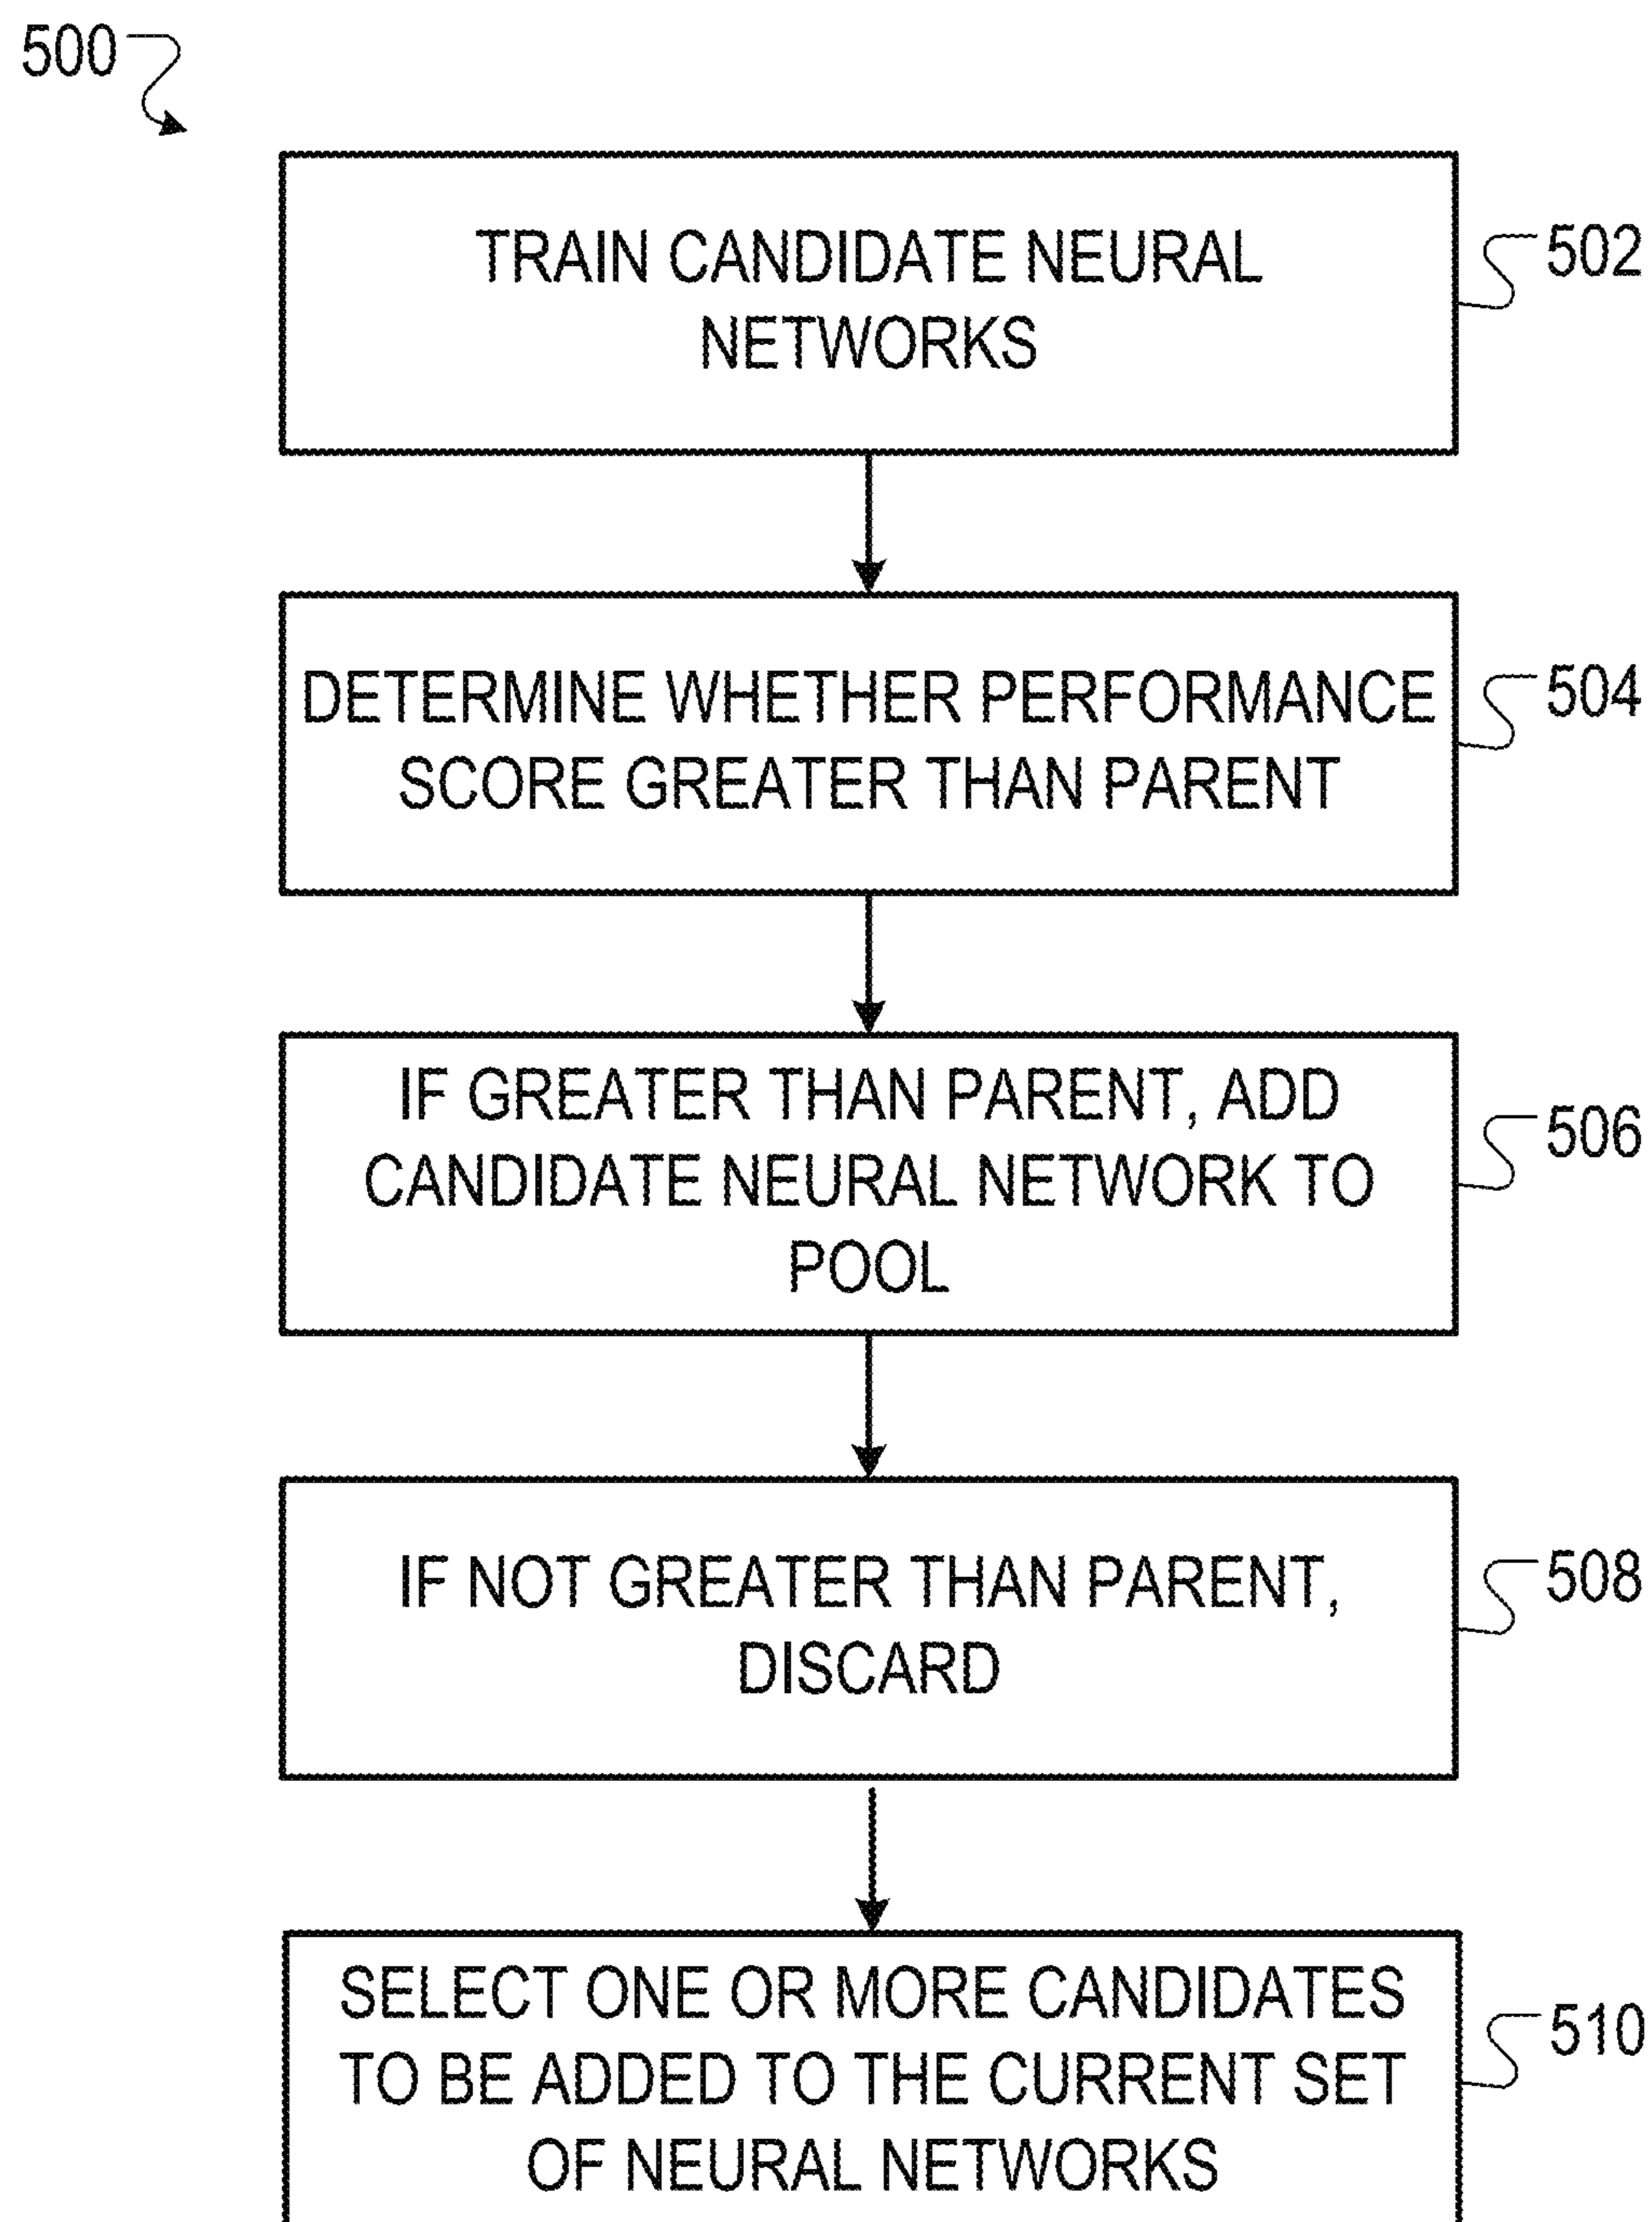 500
TRAIN CANDIDATE NEURAL
NETWORKS
502
DETERMINE WHETHER PERFORMANCE
SCORE GREATER THAN PARENT
504
IF GREATER THAN PARENT, ADD
CANDIDATE NEURAL NETWORK TO
POOL
506
IF NOT GREATER THAN PARENT,
DISCARD
508
SELECT ONE OR MORE CANDIDATES
TO BE ADDED TO THE CURRENT SET
OF NEURAL NETWORKS
510